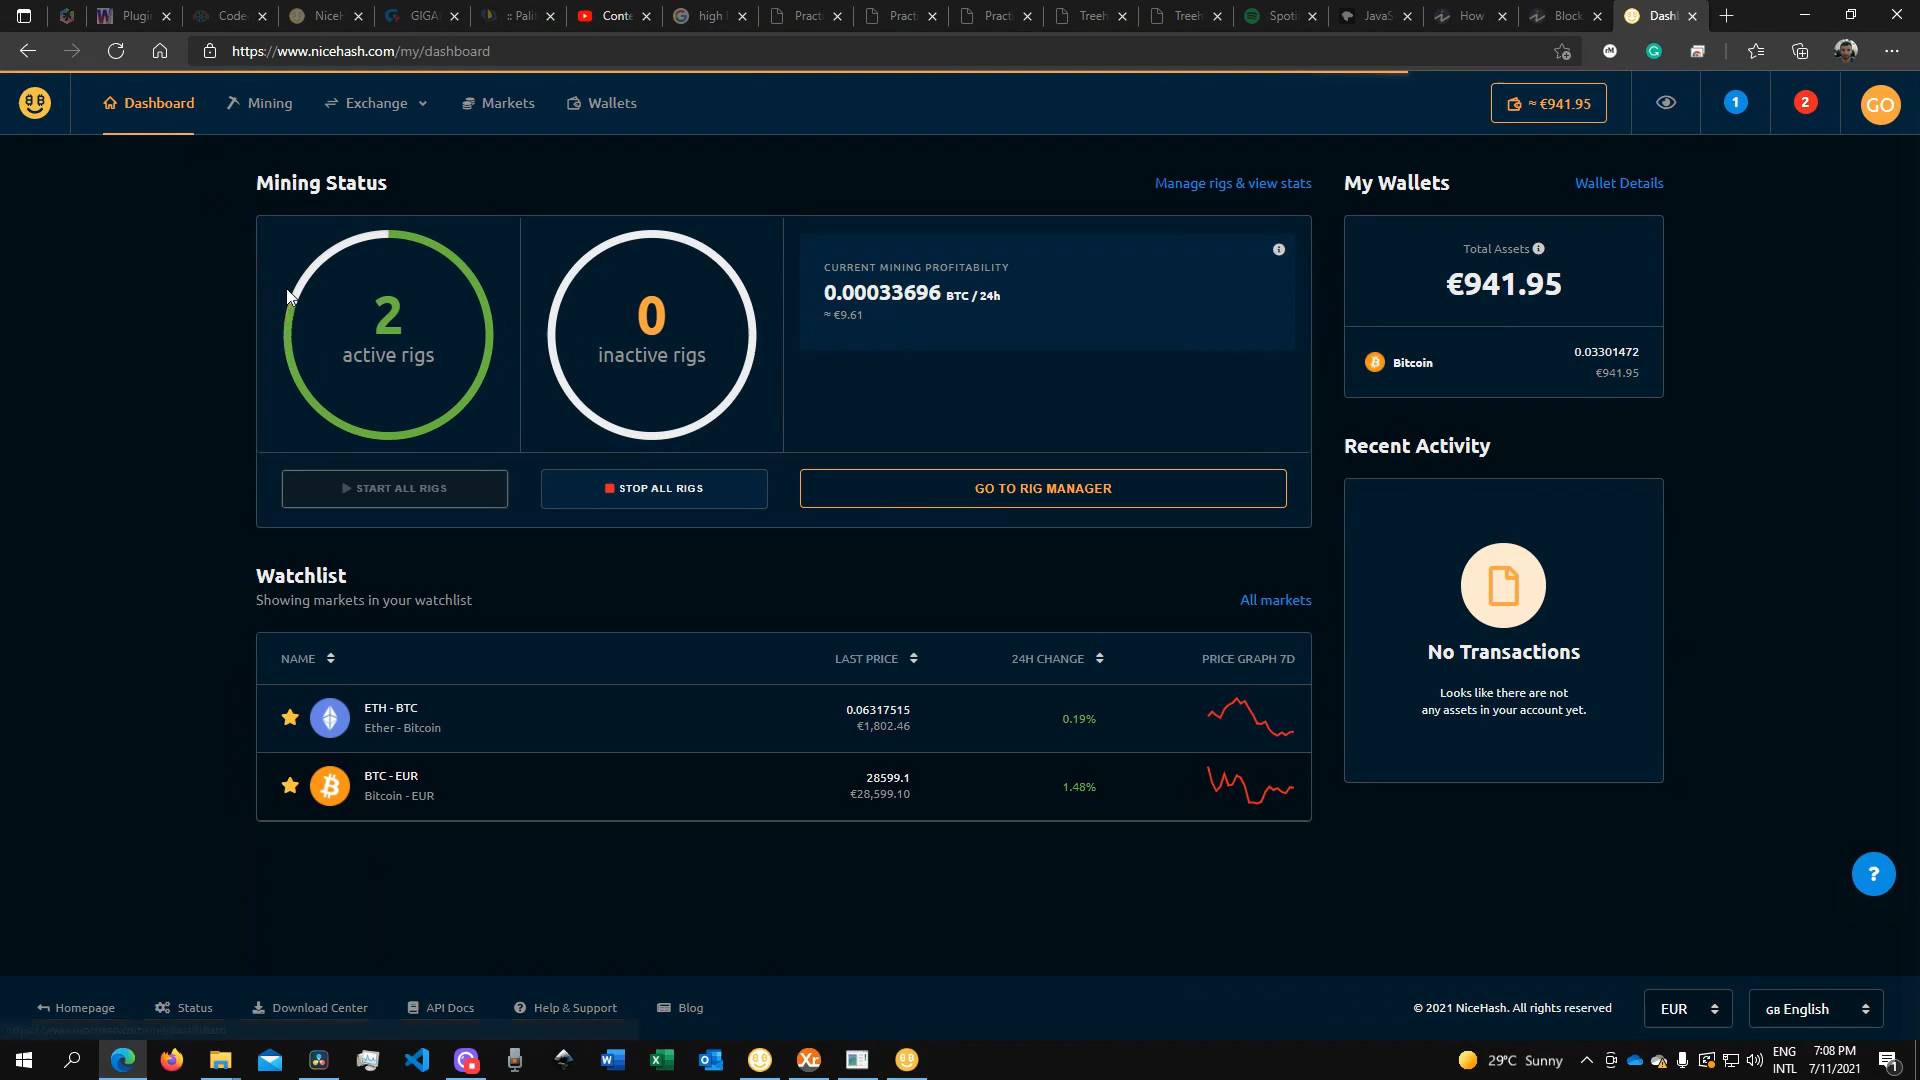 Plugin
Code
NiceH
GIGA
:: Palit
Conte
high
Practi
Practi
Practi
Treeh
Treeh
Spoti
JavaS
How
Block
Dash
https://www.nicehash.com/my/dashboard
Dashboard
Mining
Exchange
Markets
Wallets
≈ €941.95
1
2
GO
Mining Status
Manage rigs & view stats
2
active rigs
0
inactive rigs
CURRENT MINING PROFITABILITY
0.00033696 BTC / 24h
≈ €9.61
START ALL RIGS
STOP ALL RIGS
GO TO RIG MANAGER
My Wallets
Wallet Details
Total Assets
€941.95
Bitcoin
0.03301472
€941.95
Recent Activity
No Transactions
Looks like there are not
any assets in your account yet.
Watchlist
Showing markets in your watchlist
All markets
NAME
LAST PRICE
24H CHANGE
PRICE GRAPH 7D
ETH - BTC
Ether - Bitcoin
0.06317515
€1,802.46
0.19%
BTC - EUR
Bitcoin - EUR
28599.1
€28,599.10
1.48%
?
Homepage
Status
Download Center
API Docs
Help & Support
Blog
© 2021 NiceHash. All rights reserved
EUR
GB English
29°C Sunny
ENG
INTL
7:08 PM
7/11/2021
1